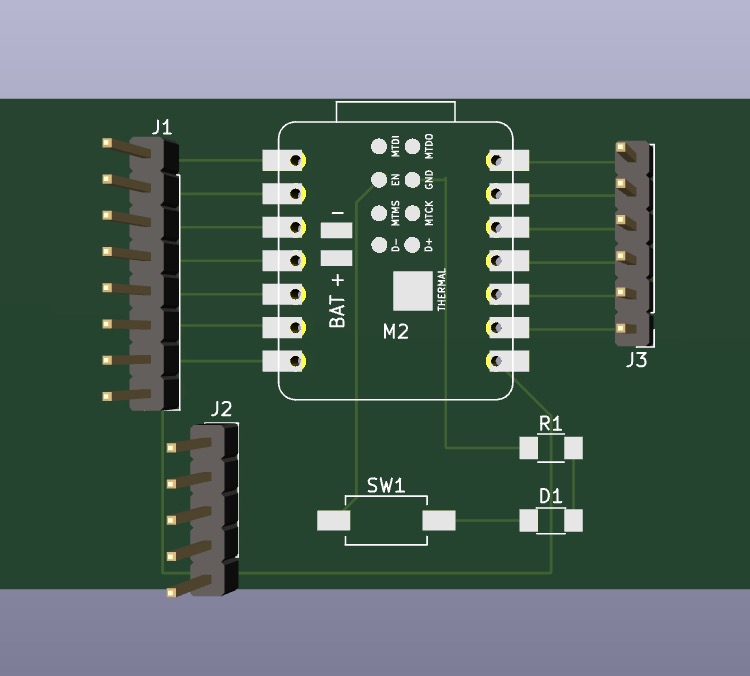 J1
MTDI
MTDO
EN
GND
MTMS
MTCK
D-
D+
BAT + -
THERMAL
M2
J3
J2
R1
SW1
D1